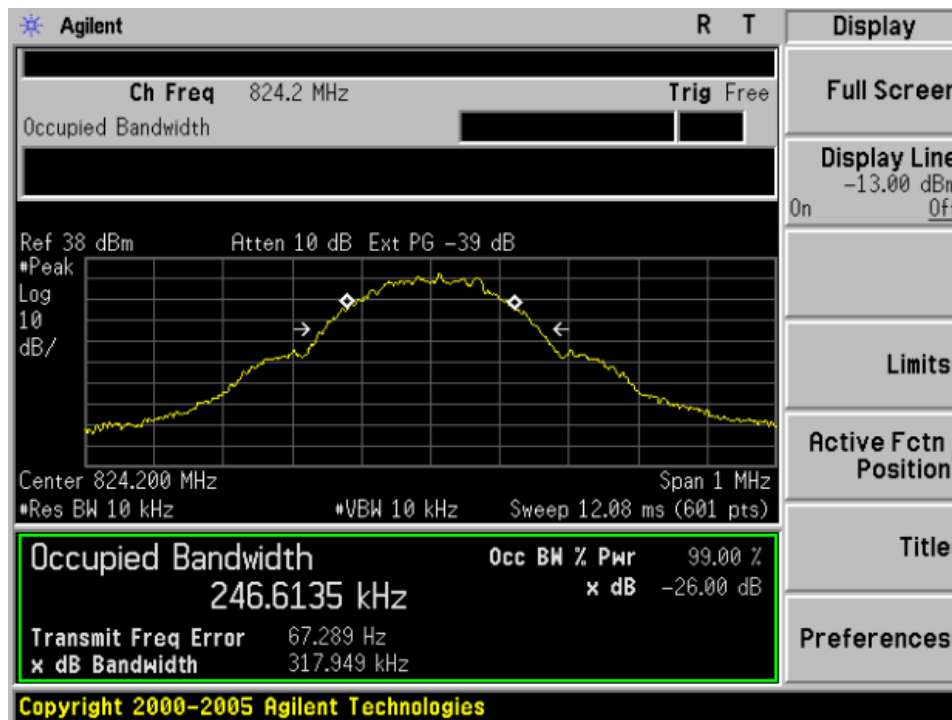 Agilent R T
Ch Freq 824.2 MHz Trig Free
Occupied Bandwidth
Ref 38 dBm Atten 10 dB Ext PG -39 dB
#Peak
Log
10
dB/
Center 824.200 MHz Span 1 MHz
#Res BW 10 kHz #VBW 10 kHz Sweep 12.08 ms (601 pts)
Occupied Bandwidth
246.6135 kHz
Occ BW % Pwr 99.00 %
x dB -26.00 dB
Transmit Freq Error 67.289 Hz
x dB Bandwidth 317.949 kHz
Copyright 2000-2005 Agilent Technologies
Display
Full Screen
Display Line
-13.00 dBm
On Off
Limits
Active Fctn
Position
Title
Preferences